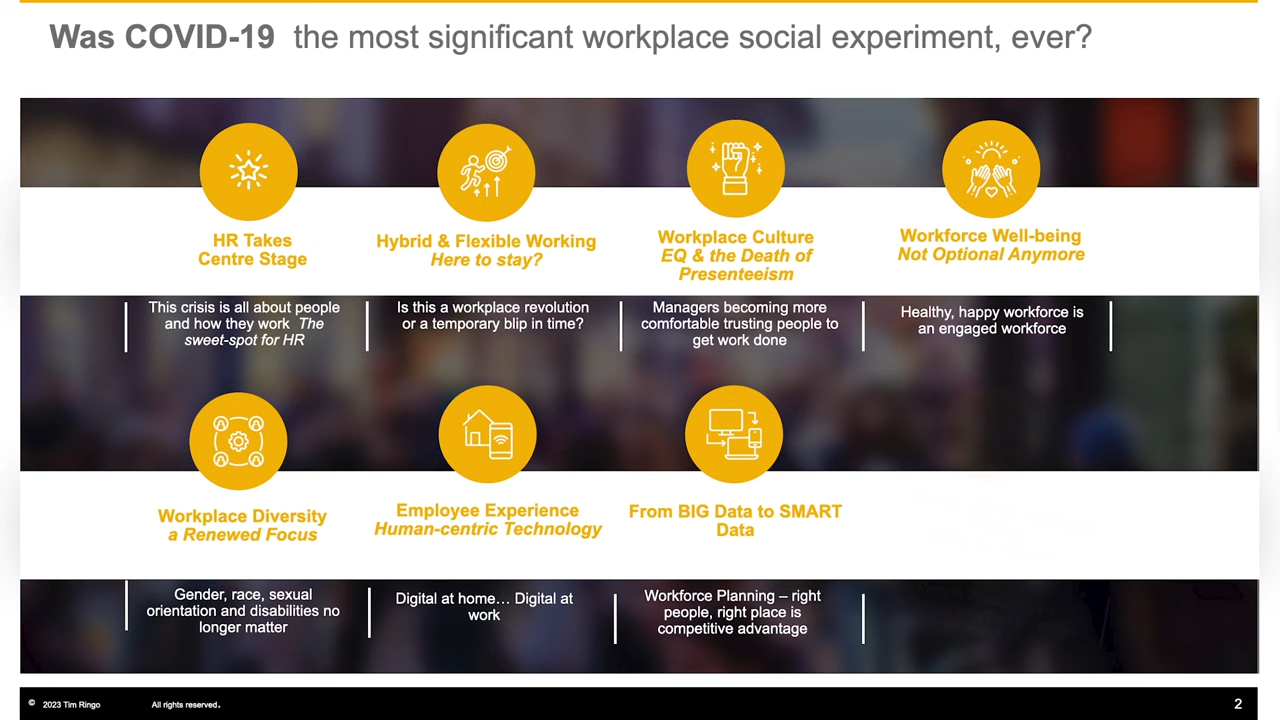 Was COVID-19 the most significant workplace social experiment, ever?
HR Takes
Centre Stage
This crisis is all about people
and how they work The
sweet-spot for HR
Hybrid & Flexible Working
Here to stay?
Is this a workplace revolution
or a temporary blip in time?
Workplace Culture
EQ & the Death of
Presenteeism
Managers becoming more
comfortable trusting people to
get work done
Workforce Well-being
Not Optional Anymore
Healthy, happy workforce is
an engaged workforce
Workplace Diversity
a Renewed Focus
Gender, race, sexual
orientation and disabilities no
longer matter
Employee Experience
Human-centric Technology
Digital at home… Digital at
work
From BIG Data to SMART
Data
Workforce Planning – right
people, right place is
competitive advantage
© 2023 Tim Ringo All rights reserved.
2